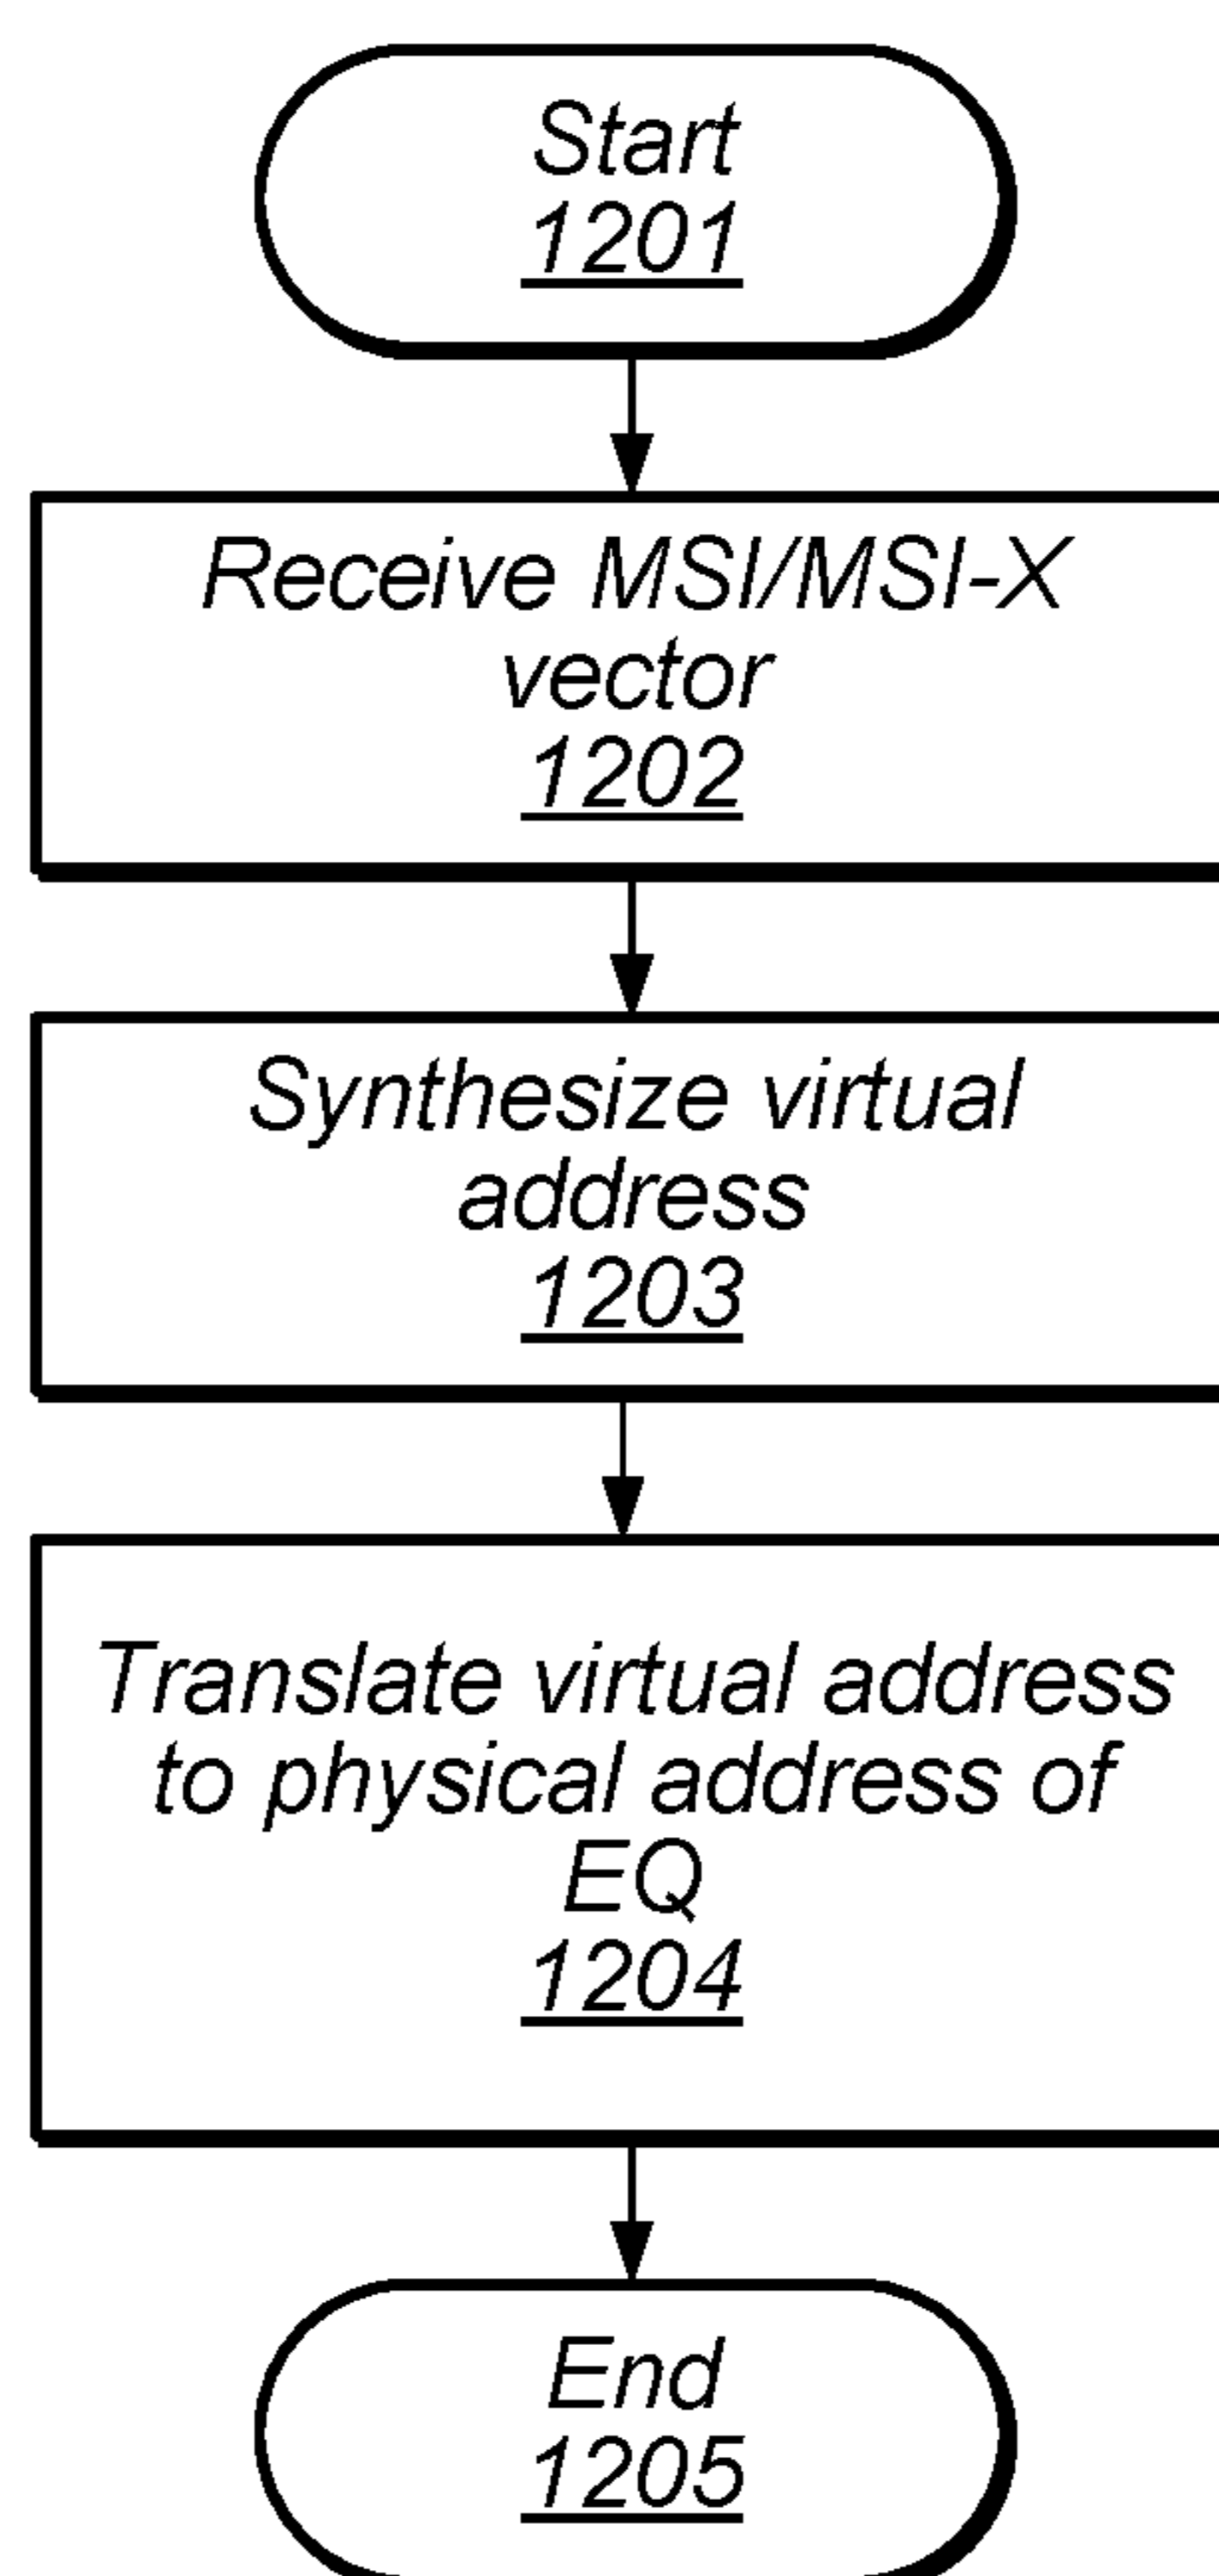 Start
1201
Receive MSI/MSI-X
vector
1202
Synthesize virtual
address
1203
Translate virtual address
to physical address of
EQ
1204
End
1205